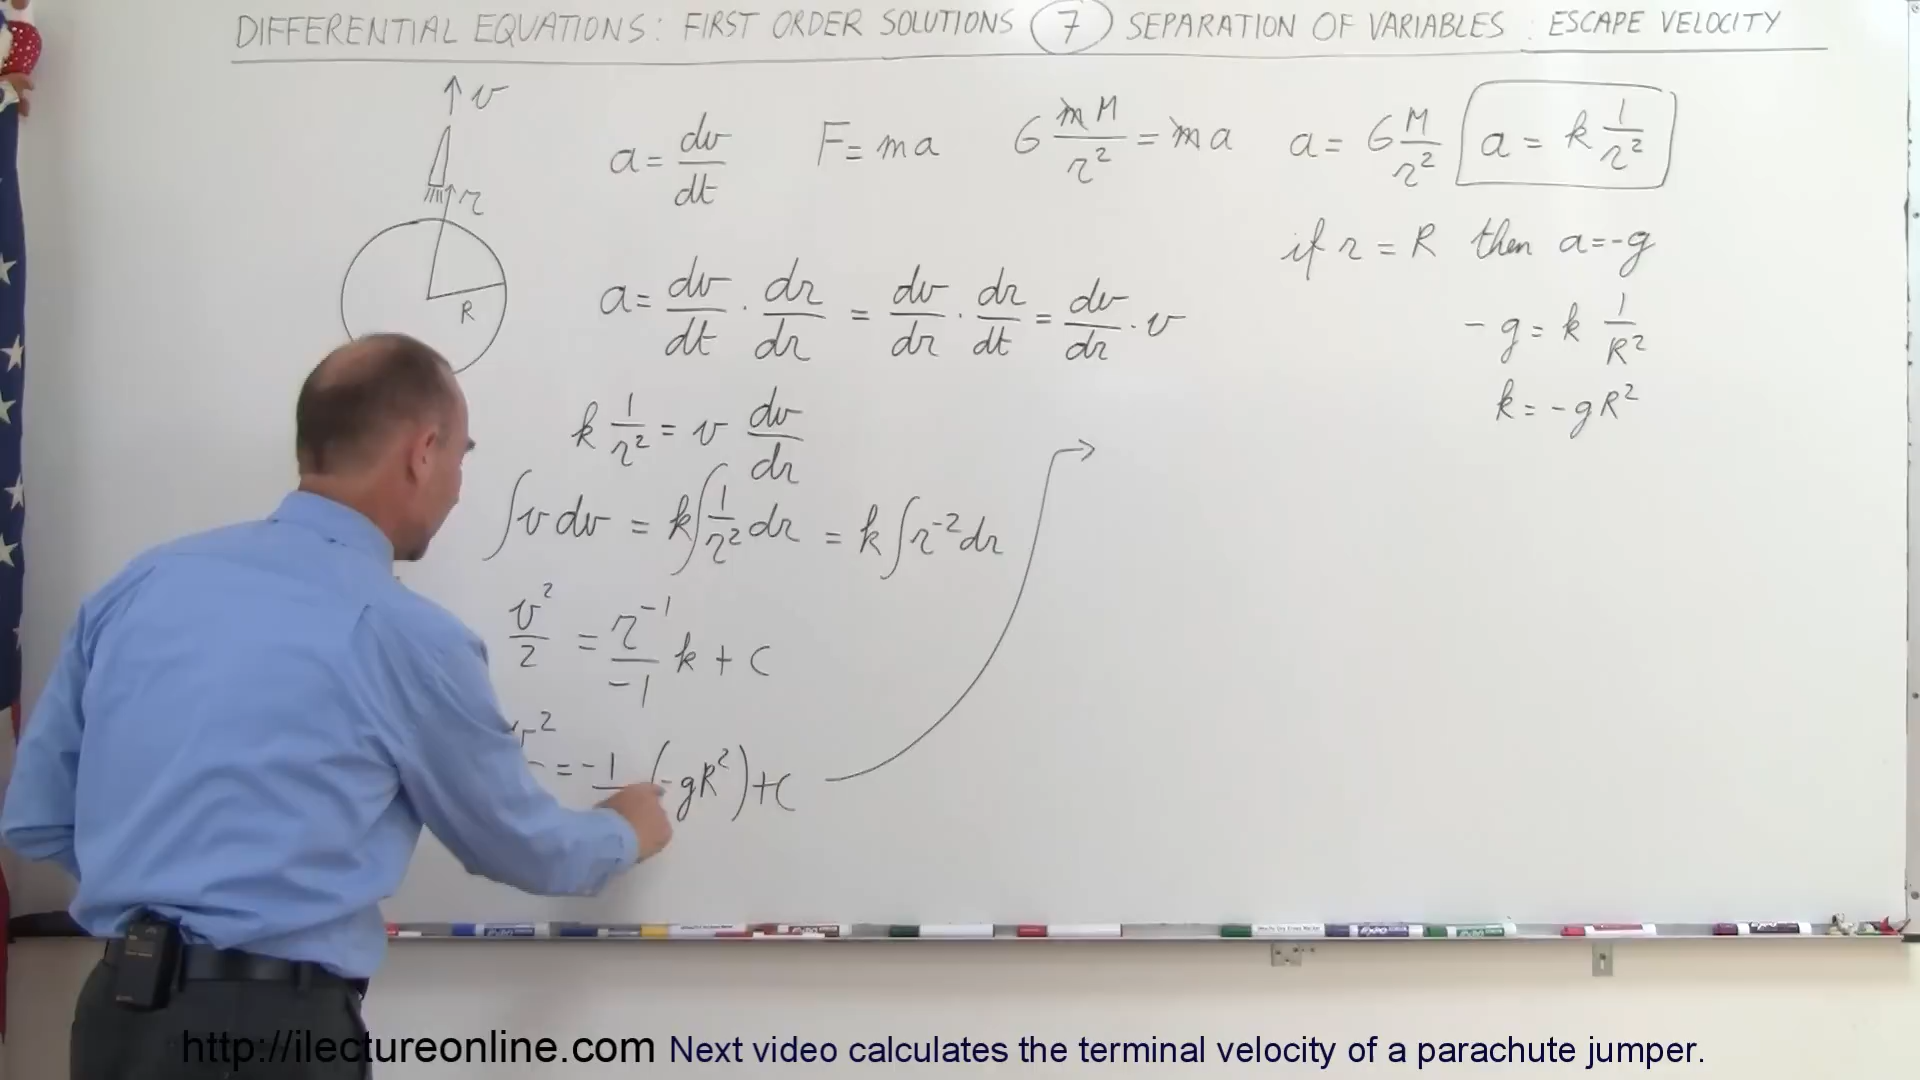 DIFFERENTIAL EQUATIONS: FIRST ORDER SOLUTIONS 7 SEPARATION OF VARIABLES : ESCAPE VELOCITY
v
r
R
a = dv/dt
F = ma
G mM/r² = ma
a = G M/r²
a = k 1/r²
if r = R then a = -g
a = dv/dt · dr/dr = dv/dr · dr/dt = dv/dr · v
-g = k 1/R²
k = -gR²
k 1/r² = v dv/dr
∫v dv = k∫1/r² dr = k∫r⁻² dr
v²/2 = r⁻¹/-1 k + C
= -1 (-gR²) + C
http://ilectureonline.com Next video calculates the terminal velocity of a parachute jumper.